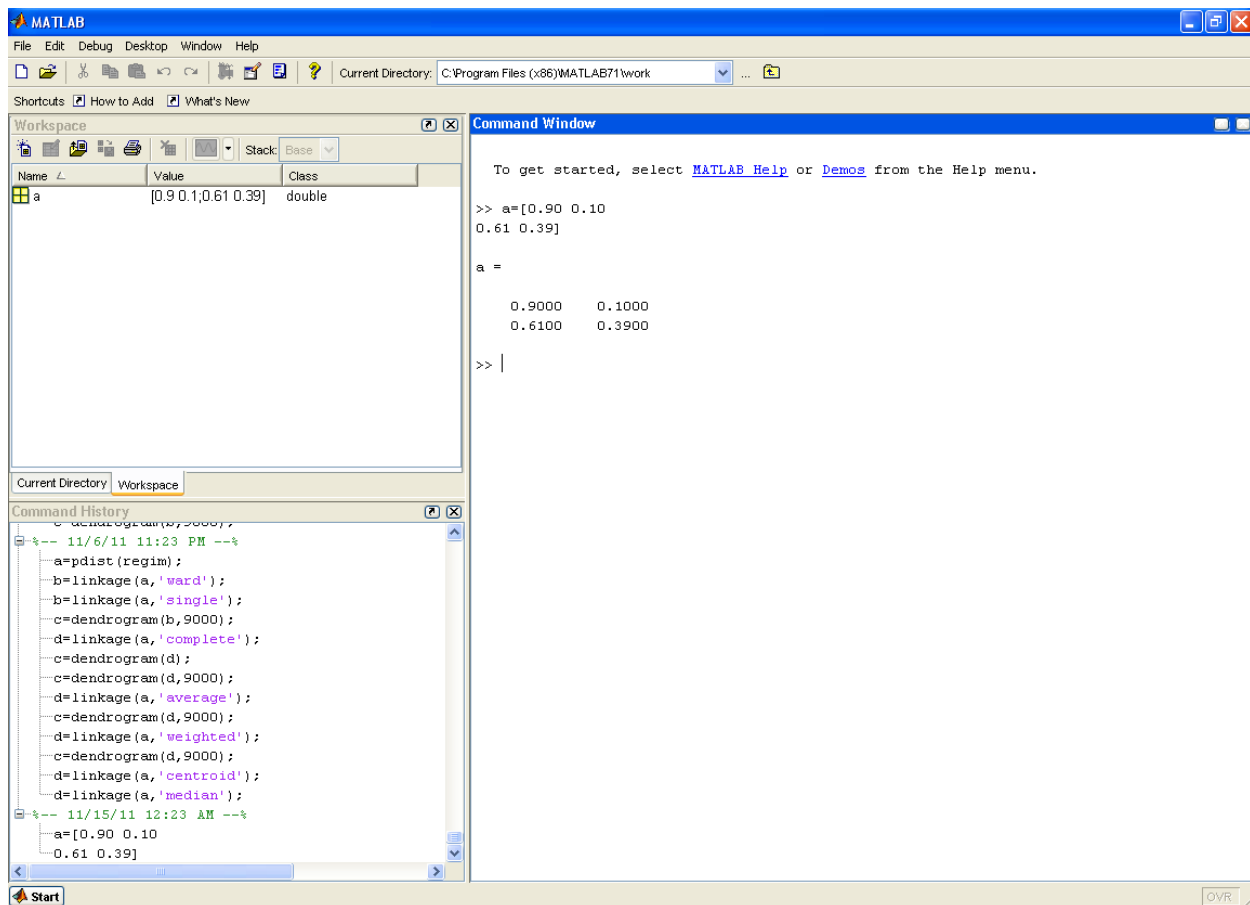 MATLAB
File Edit Debug Desktop Window Help
Current Directory: C:\Program Files (x86)\MATLAB71\work ...
Shortcuts How to Add What's New
Workspace
Stack: Base
Name Value Class
a [0.9 0.1;0.61 0.39] double
Current Directory Workspace
Command History
c=dendrogram(b,9000);
%-- 11/6/11 11:23 PM --%
a=pdist(regim);
b=linkage(a,'ward');
b=linkage(a,'single');
c=dendrogram(b,9000);
d=linkage(a,'complete');
c=dendrogram(d);
c=dendrogram(d,9000);
d=linkage(a,'average');
c=dendrogram(d,9000);
d=linkage(a,'weighted');
c=dendrogram(d,9000);
d=linkage(a,'centroid');
d=linkage(a,'median');
%-- 11/15/11 12:23 AM --%
a=[0.90 0.10
0.61 0.39]
Command Window
To get started, select MATLAB Help or Demos from the Help menu.
>> a=[0.90 0.10
0.61 0.39]
a =
0.9000 0.1000
0.6100 0.3900
>>
Start
OVR